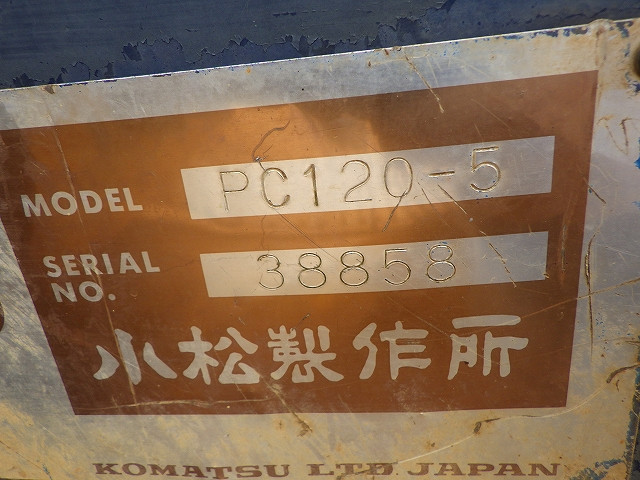 MODEL PC120-5
SERIAL NO. 38858
小松製作所
KOMATSU LTD JAPAN